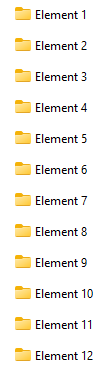 Element 1
Element 2
Element 3
Element 4
Element 5
Element 6
Element 7
Element 8
Element 9
Element 10
Element 11
Element 12